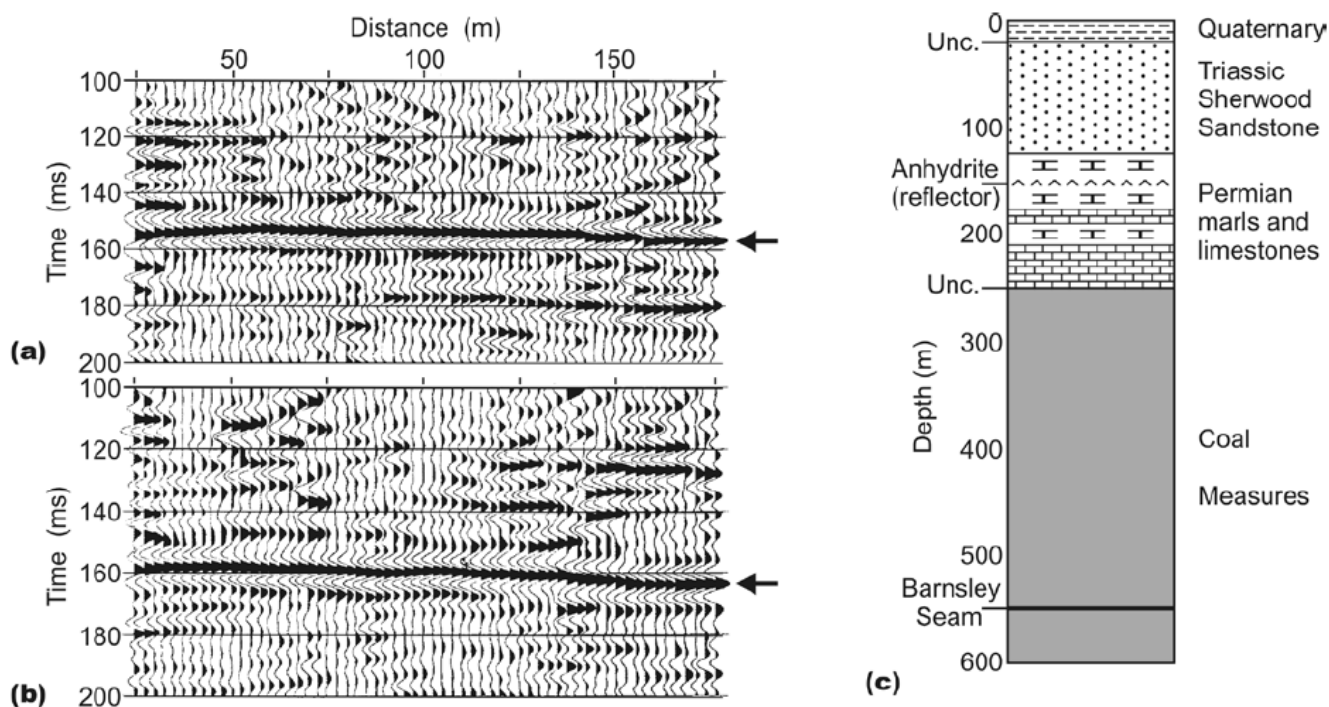 Distance (m)
50 100 150
100
120
140
160
180
200
Time (ms)
(a)
100
120
140
160
180
200
Time (ms)
(b)
0
Unc.
100
Anhydrite
(reflector)
200
Unc.
300
400
500
Barnsley
Seam
600
Depth (m)
(c)
Quaternary
Triassic
Sherwood
Sandstone
Permian
marls and
limestones
Coal
Measures